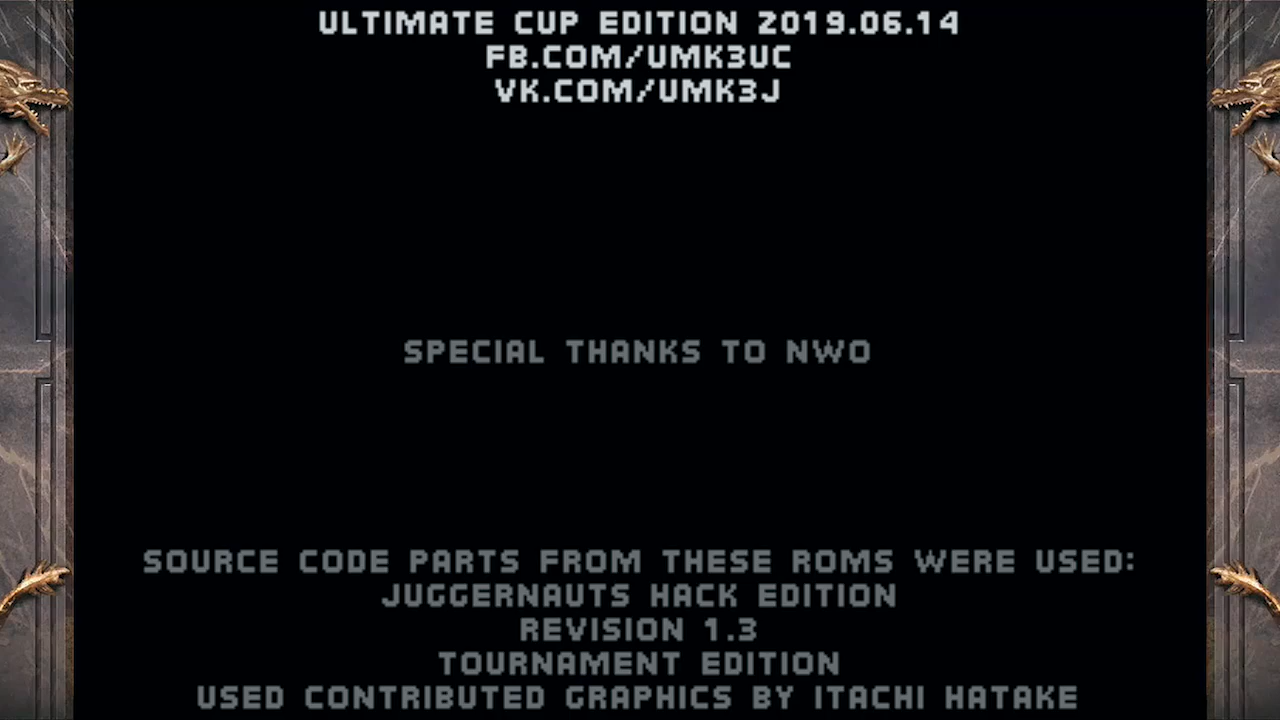 ULTIMATE CUP EDITION 2019.06.14
FB.COM/UMK3UC
VK.COM/UMK3J
SPECIAL THANKS TO NWO
SOURCE CODE PARTS FROM THESE ROMS WERE USED:
JUGGERNAUTS HACK EDITION
REVISION 1.3
TOURNAMENT EDITION
USED CONTRIBUTED GRAPHICS BY ITACHI HATAKE